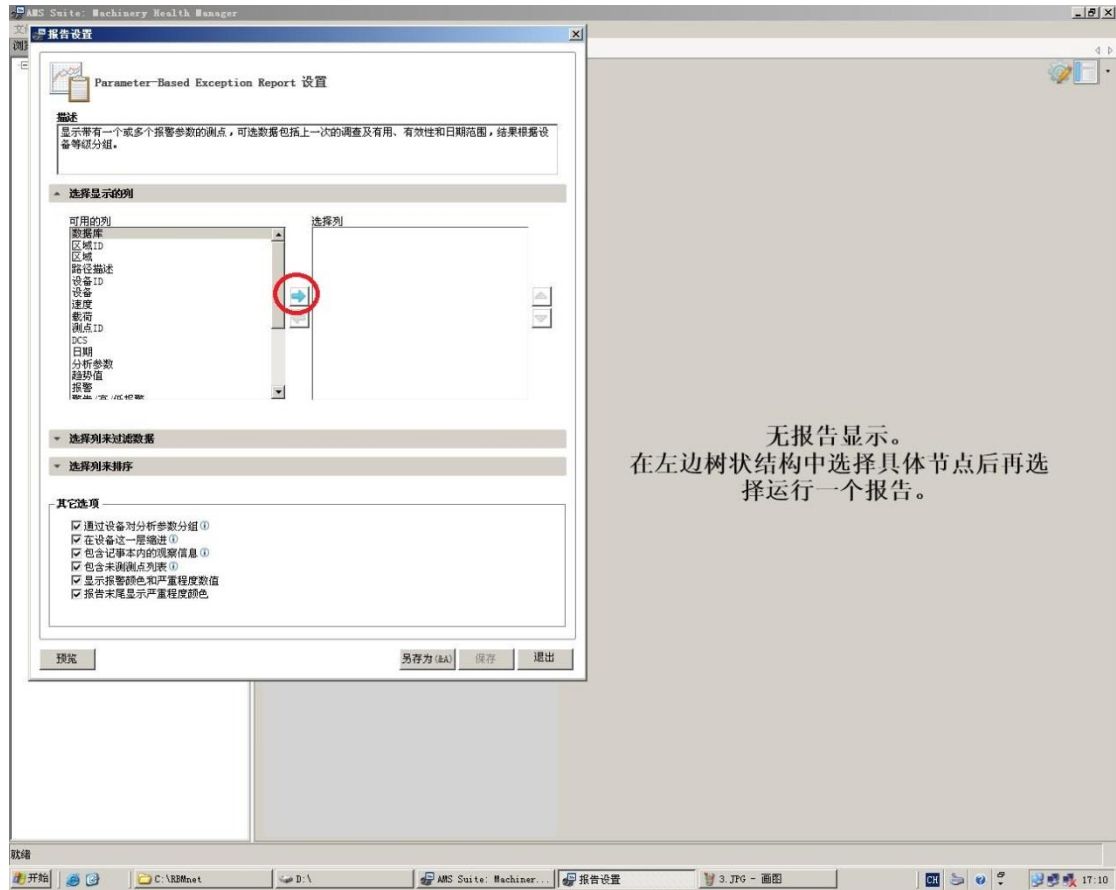 AMS Suite: Machinery Health Manager
报告设置
Parameter-Based Exception Report 设置
描述
显示带有一个或多个报警参数的测点，可选数据包括上一次的调查及有用、有效性和日期范围，结果根据设
备等级分组。
选择显示的列
可用的列
选择列
数据库
区域ID
区域
路径描述
设备ID
设备
速度
载荷
测点ID
DCS
日期
分析参数
趋势值
报警
选择列来过滤数据
选择列来排序
其它选项
通过设备对分析参数分组
在设备这一层缩进
包含记事本内的观察信息
包含未测测点列表
显示报警颜色和严重程度数值
报告末尾显示严重程度颜色
预览
另存为(&A)
保存
退出
无报告显示。
在左边树状结构中选择具体节点后再选
择运行一个报告。
就绪
开始
C:\RBMnet
D:\
AMS Suite: Machiner...
报告设置
3.JPG - 画图
CH
17:10